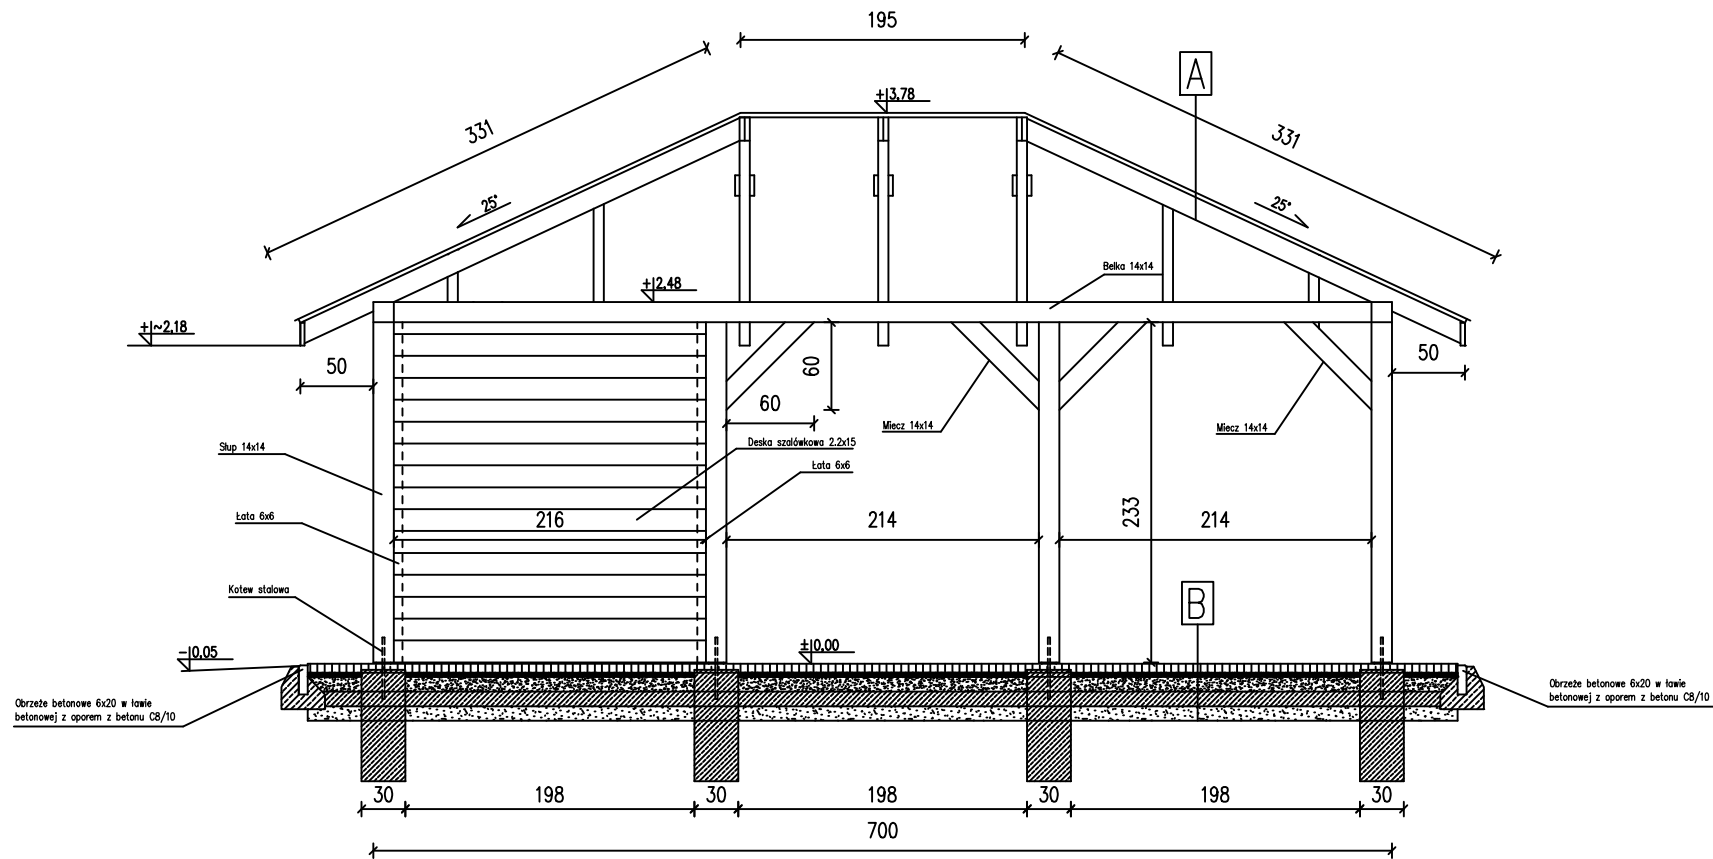 195
A
+3,78
331
331
25°
25°
Belka 14x14
+2,48
+~2,18
50
50
60
60
Miecz 14x14
Miecz 14x14
Słup 14x14
Deska szalówkowa 2.2x15
Łata 6x6
Łata 6x6
216
214
233
214
Kotew stalowa
B
-0,05
±0,00
Obrzeże betonowe 6x20 w ławie
betonowej z oporem z betonu C8/10
Obrzeże betonowe 6x20 w ławie
betonowej z oporem z betonu C8/10
30
198
30
198
30
198
30
700